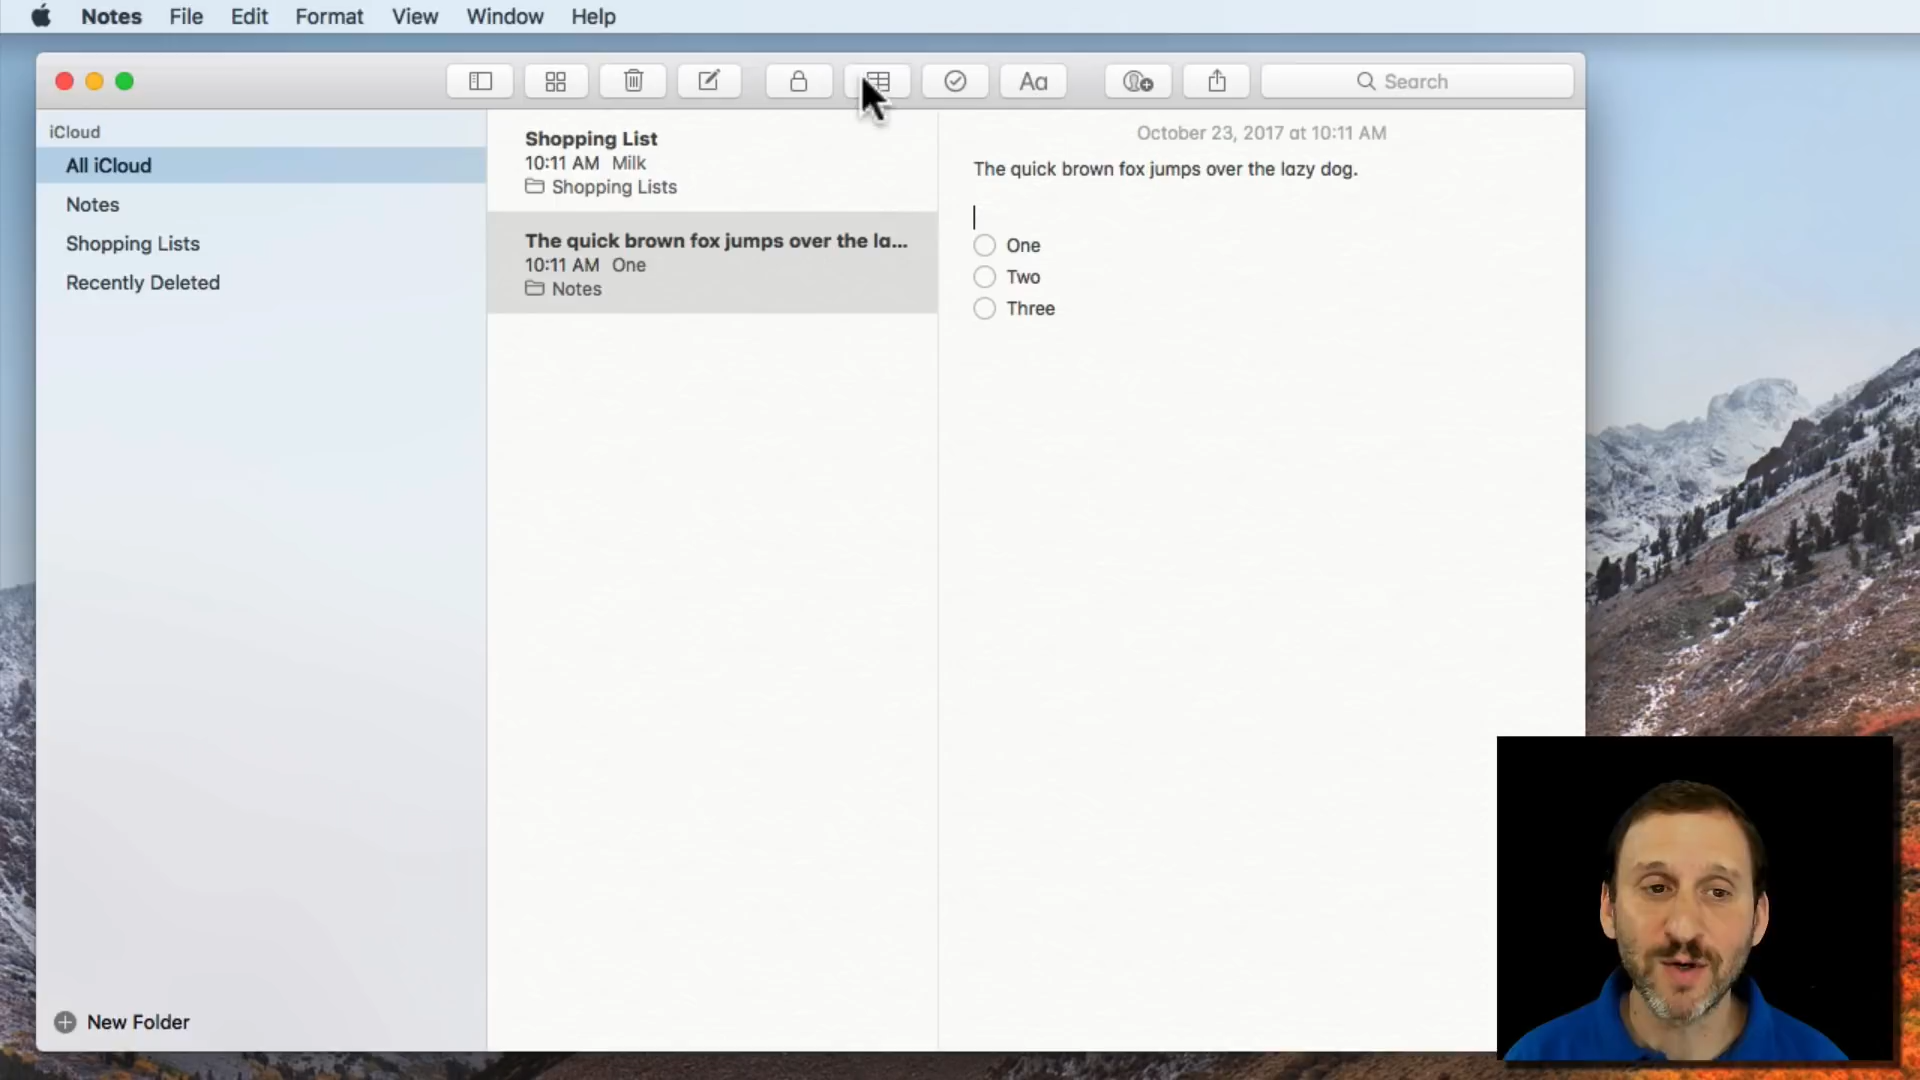 Notes File Edit Format View Window Help
Aa
Search
iCloud
All iCloud
Notes
Shopping Lists
Recently Deleted
New Folder
Shopping List
10:11 AM Milk
Shopping Lists
The quick brown fox jumps over the la...
10:11 AM One
Notes
October 23, 2017 at 10:11 AM
The quick brown fox jumps over the lazy dog.
One
Two
Three